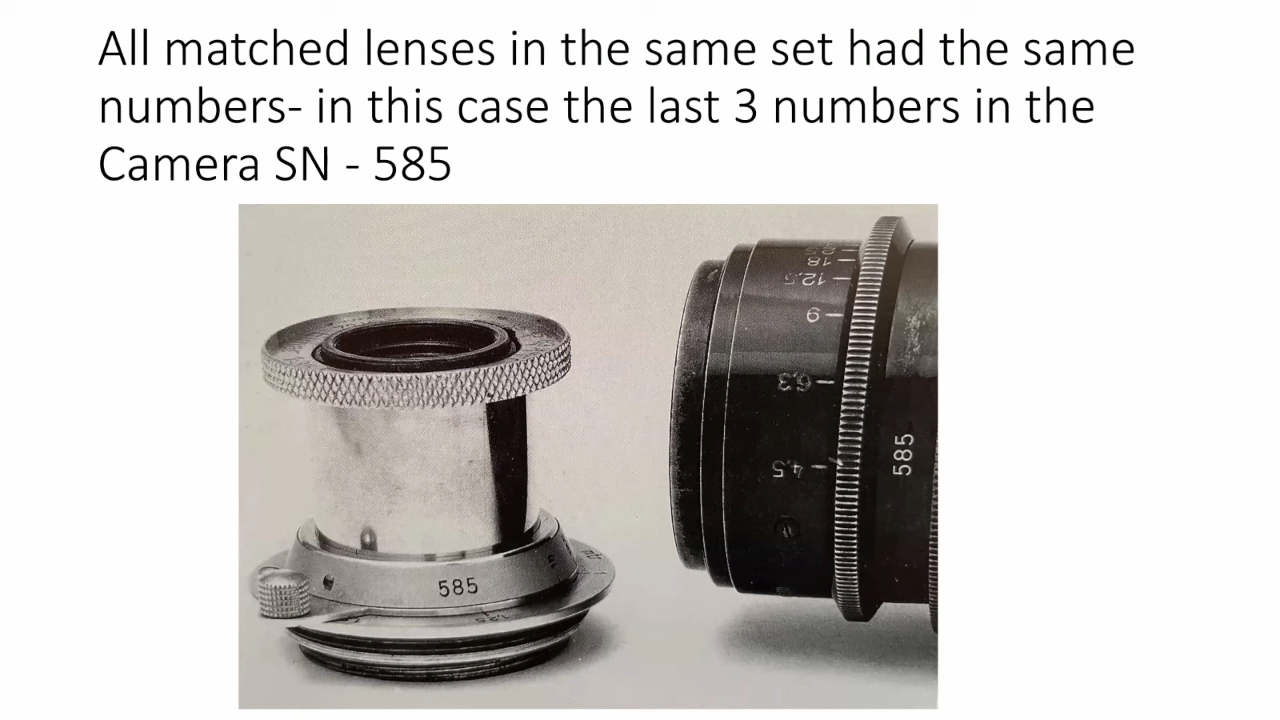 All matched lenses in the same set had the same
numbers- in this case the last 3 numbers in the
Camera SN - 585
18
12,5
9
6,3
4,5
585
585